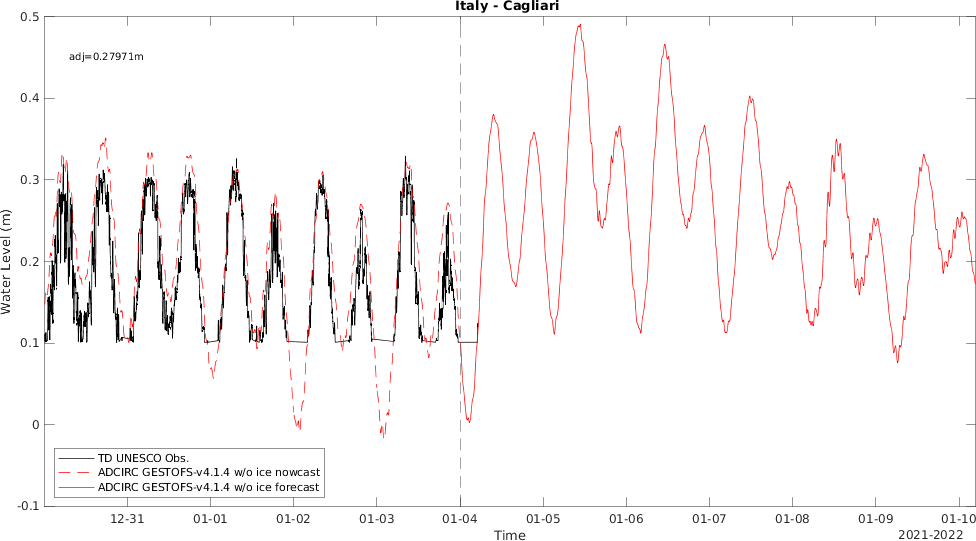 Italy - Cagliari
adj=0.27971m
0.5
0.4
0.3
0.2
0.1
0
-0.1
Water Level (m)
TD UNESCO Obs.
ADCIRC GESTOFS-v4.1.4 w/o ice nowcast
ADCIRC GESTOFS-v4.1.4 w/o ice forecast
12-31 01-01 01-02 01-03 01-04 01-05 01-06 01-07 01-08 01-09 01-10
Time
2021-2022